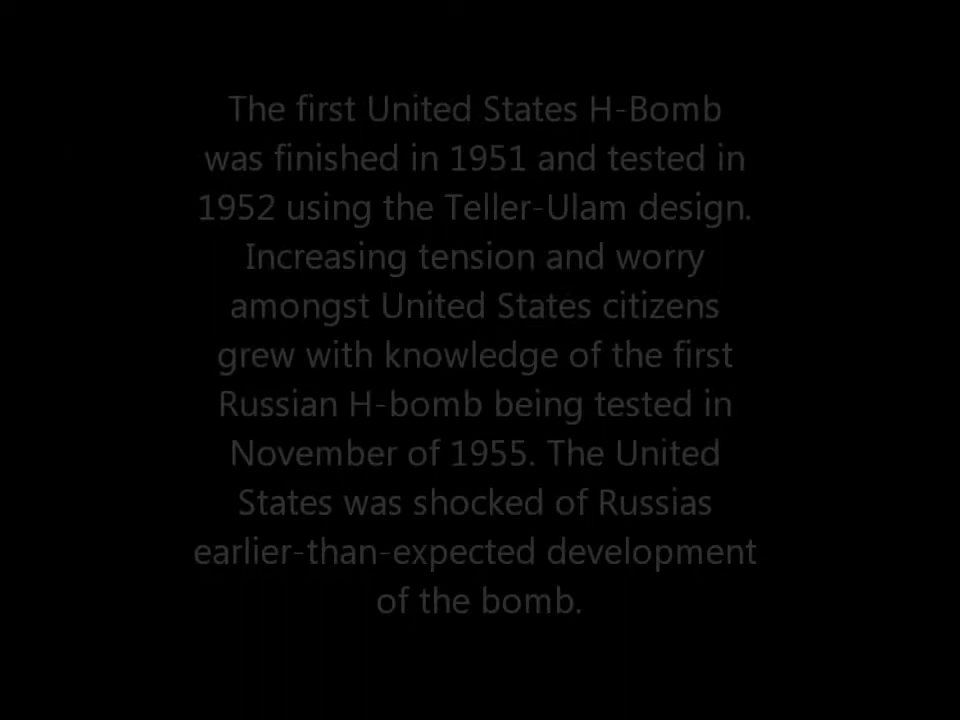 The first United States H-Bomb
was finished in 1951 and tested in
1952 using the Teller-Ulam design.
Increasing tension and worry
amongst United States citizens
grew with knowledge of the first
Russian H-bomb being tested in
November of 1955. The United
States was shocked of Russias
earlier-than-expected development
of the bomb.